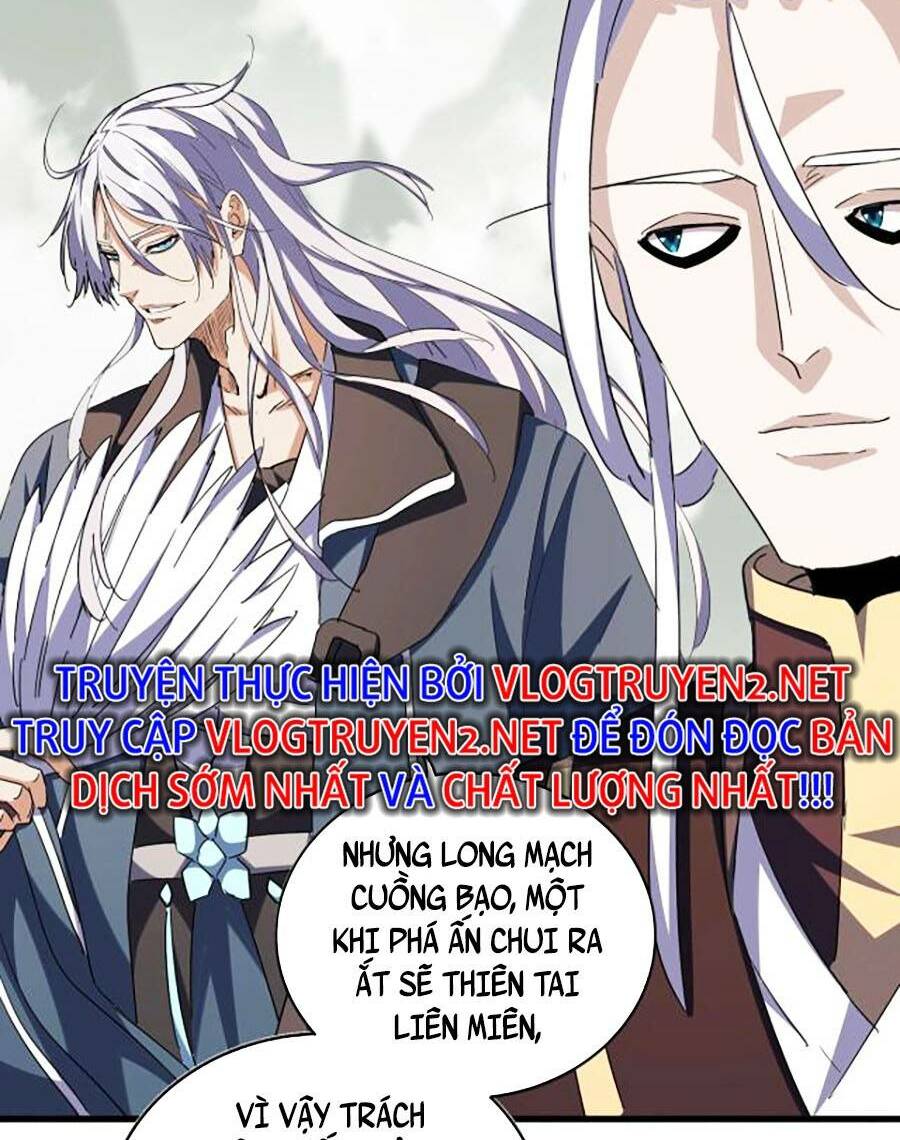 TRUYỆN THỰC HIỆN BỞI VLOGTRUYEN2.NET
TRUY CẬP VLOGTRUYEN2.NET ĐỂ ĐÓN ĐỌC BẢN
DỊCH SỚM NHẤT VÀ CHẤT LƯỢNG NHẤT!!!
NHƯNG LONG MẠCH
CUỒNG BẠO, MỘT
KHI PHÁ ẤN CHUI RA
ẮT SẼ THIÊN TAI
LIÊN MIÊN,
VÌ VẬY TRÁCH